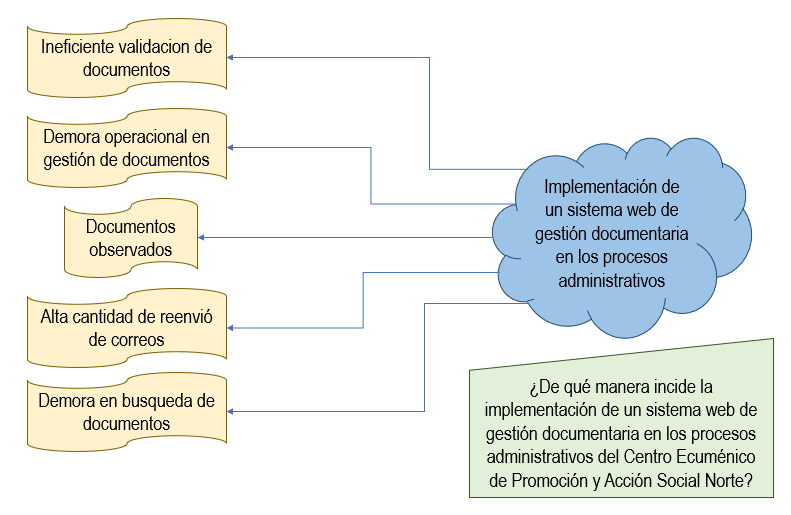 Ineficiente validacion de
documentos
Demora operacional en
gestión de documentos
Documentos
observados
Alta cantidad de reenvió
de correos
Demora en busqueda de
documentos
Implementación de
un sistema web de
gestión documentaria
en los procesos
administrativos
¿De qué manera incide la
implementación de un sistema web de
gestión documentaria en los procesos
administrativos del Centro Ecuménico
de Promoción y Acción Social Norte?